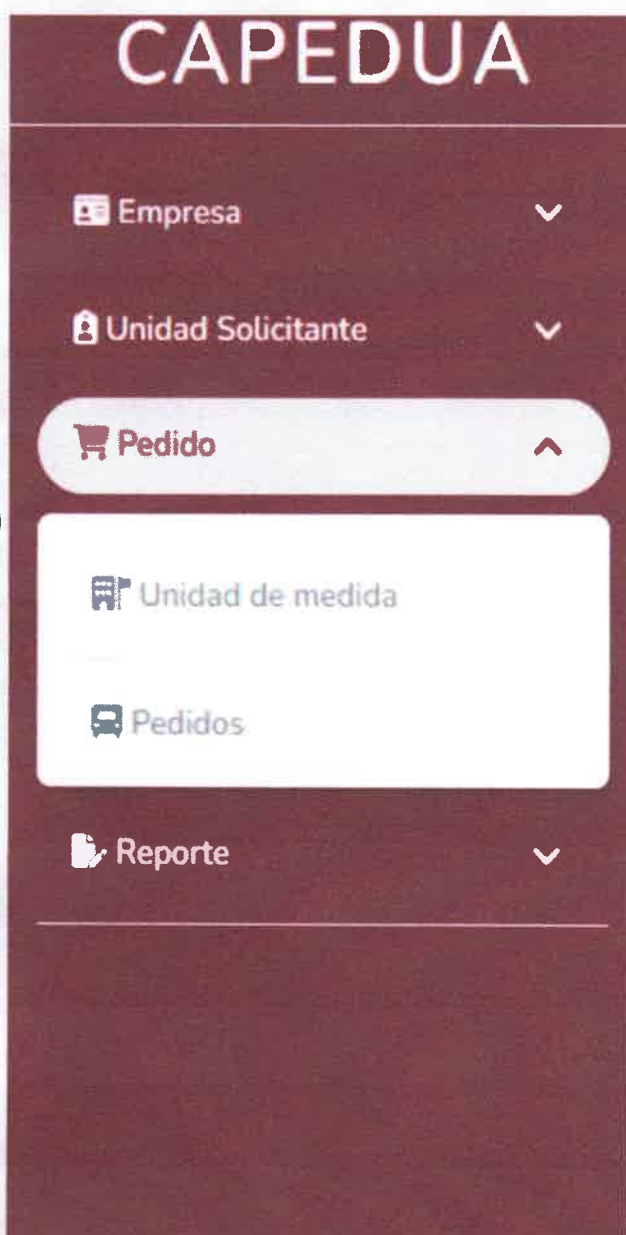 CAPEDUA
Empresa
Unidad Solicitante
Pedido
Unidad de medida
Pedidos
Reporte